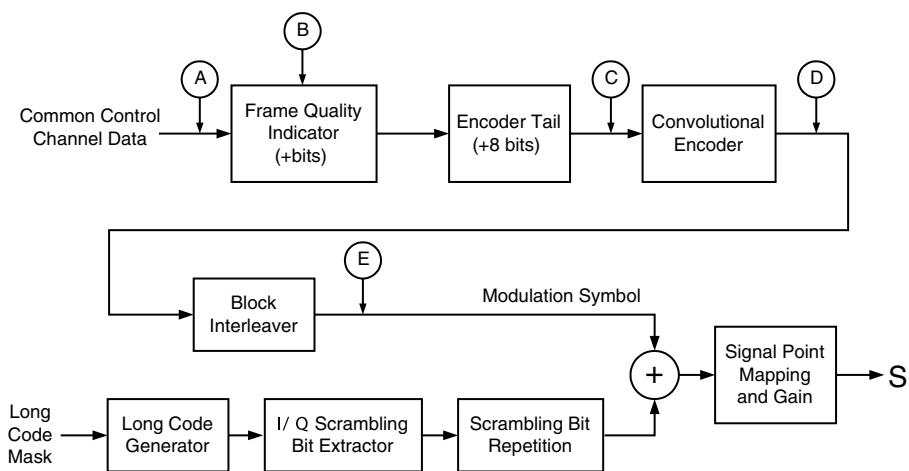 B
A
C
D
Common Control
Channel Data
Frame Quality
Indicator
(+bits)
Encoder Tail
(+8 bits)
Convolutional
Encoder
E
Block
Interleaver
Modulation Symbol
+
Signal Point
Mapping
and Gain
S
Long
Code
Mask
Long Code
Generator
I/ Q Scrambling
Bit Extractor
Scrambling Bit
Repetition